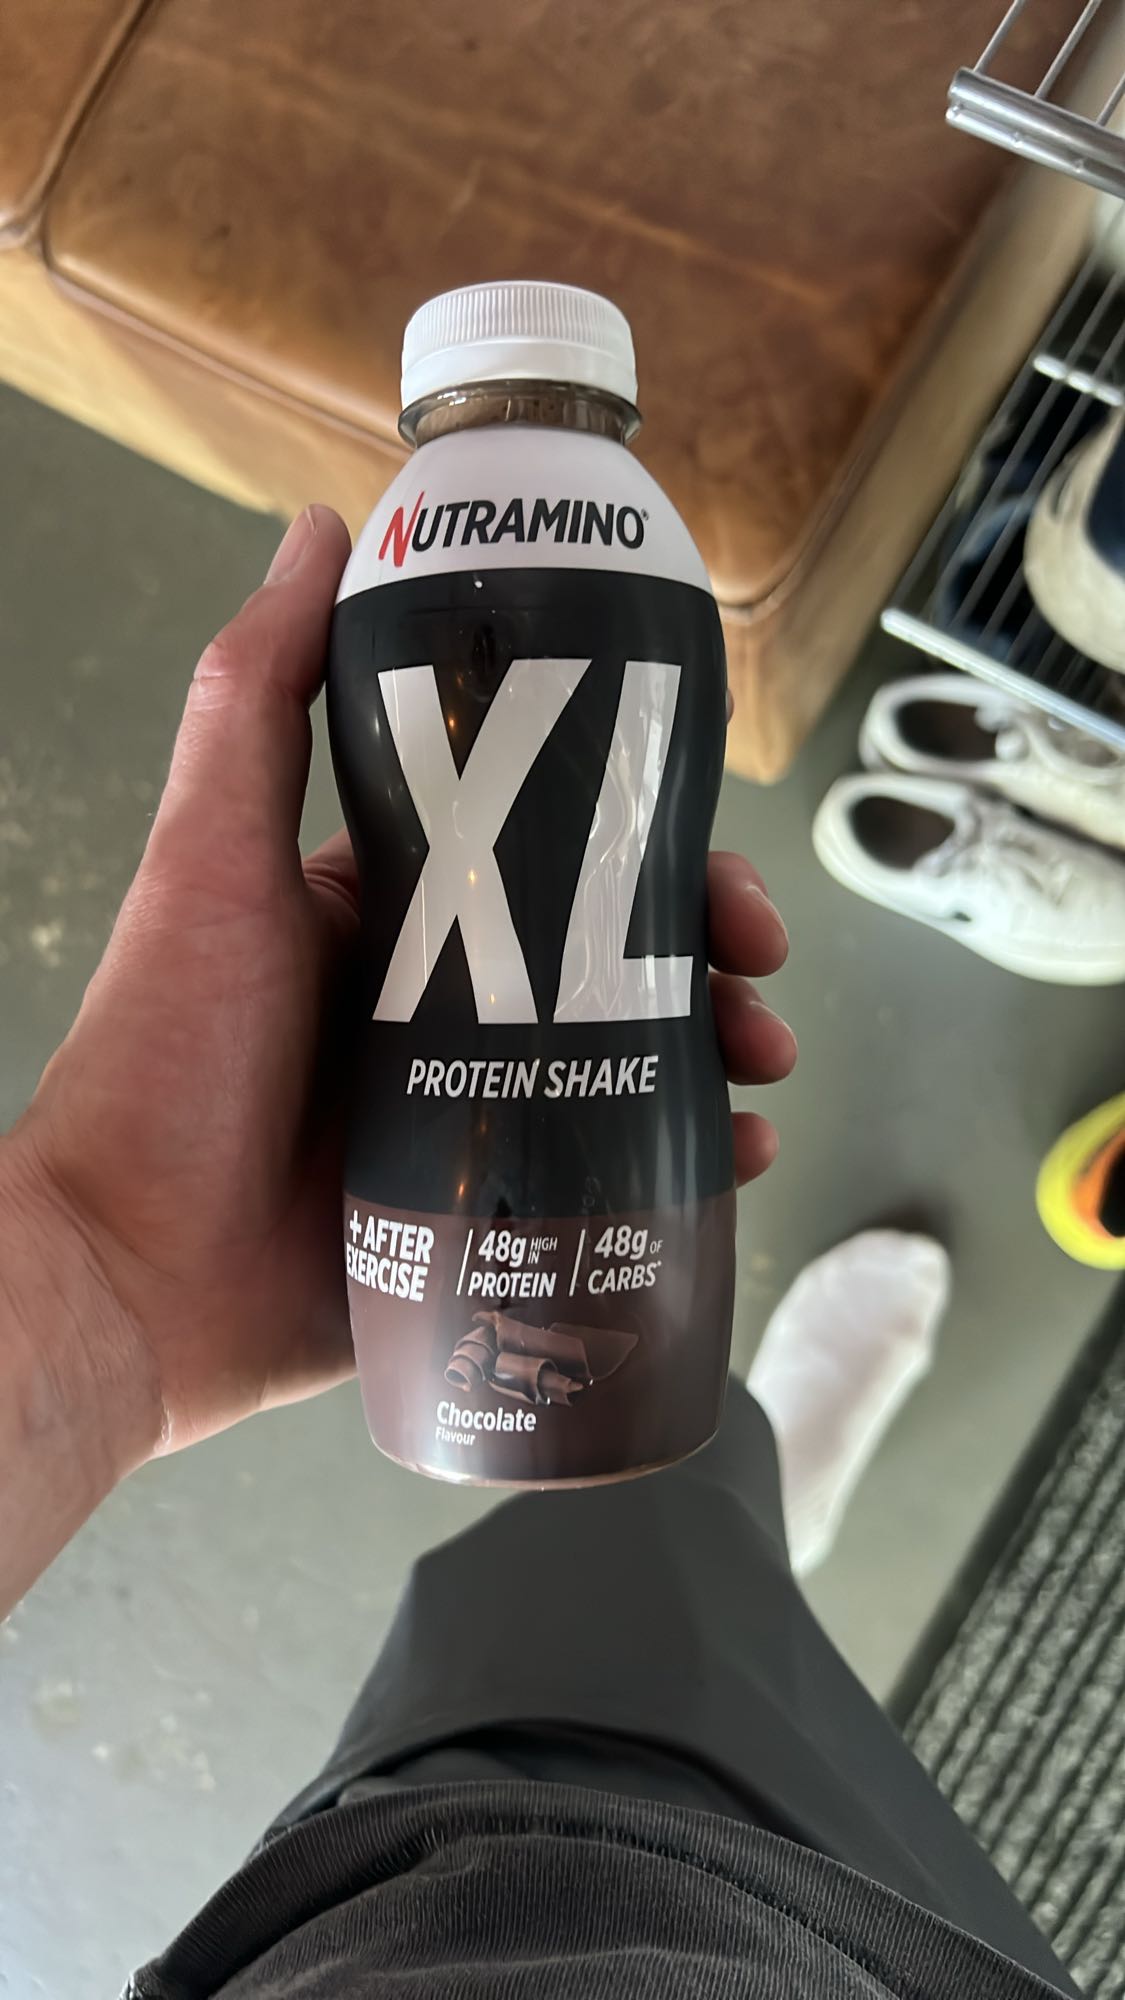 NUTRAMINO®
XL
PROTEIN SHAKE
+ AFTER
EXERCISE
48g HIGH IN
PROTEIN
48g OF
CARBS*
Chocolate
Flavour